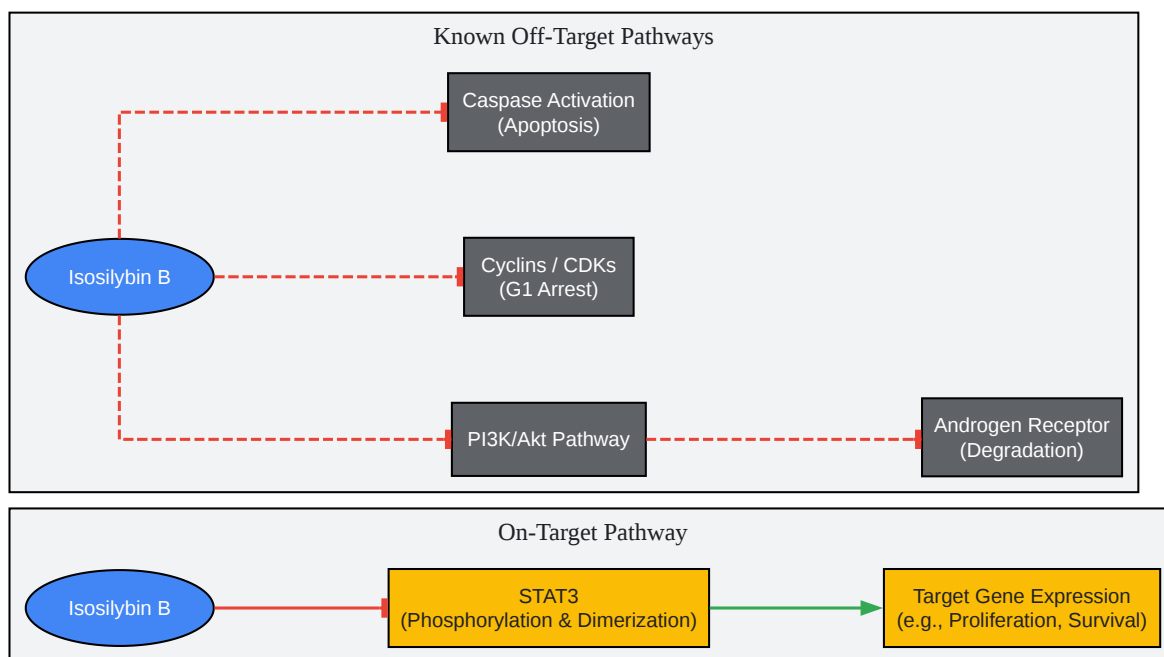 Known Off-Target Pathways
Caspase Activation
(Apoptosis)
Isosilybin B
Cyclins / CDKs
(G1 Arrest)
PI3K/Akt Pathway
Androgen Receptor
(Degradation)
On-Target Pathway
Isosilybin B
STAT3
(Phosphorylation & Dimerization)
Target Gene Expression
(e.g., Proliferation, Survival)